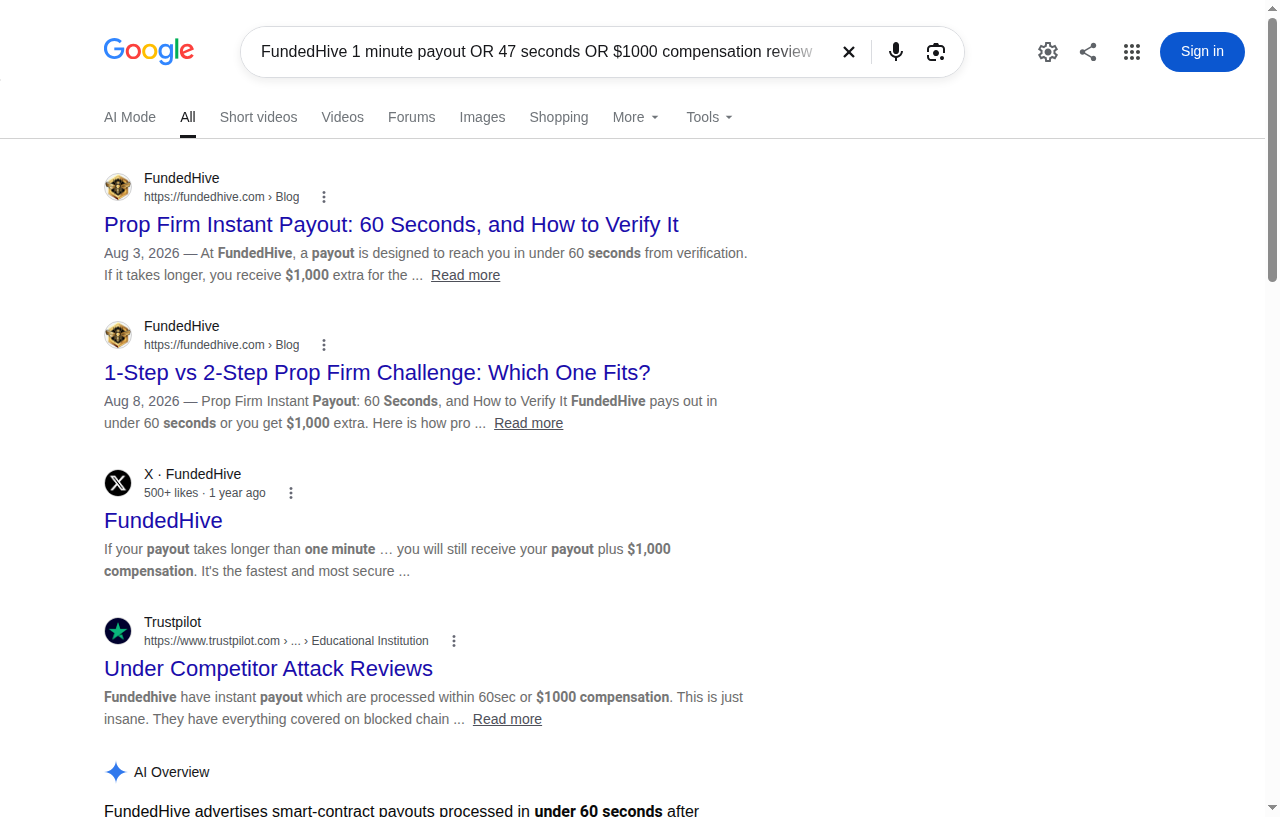 Google
FundedHive 1 minute payout OR 47 seconds OR $1000 compensation review
Sign in
AI Mode
All
Short videos
Videos
Forums
Images
Shopping
More
Tools
FundedHive
https://fundedhive.com › Blog
Prop Firm Instant Payout: 60 Seconds, and How to Verify It
Aug 3, 2026 — At FundedHive, a payout is designed to reach you in under 60 seconds from verification.
If it takes longer, you receive $1,000 extra for the ... Read more
FundedHive
https://fundedhive.com › Blog
1-Step vs 2-Step Prop Firm Challenge: Which One Fits?
Aug 8, 2026 — Prop Firm Instant Payout: 60 Seconds, and How to Verify It FundedHive pays out in
under 60 seconds or you get $1,000 extra. Here is how pro ... Read more
X · FundedHive
500+ likes · 1 year ago
FundedHive
If your payout takes longer than one minute … you will still receive your payout plus $1,000
compensation. It's the fastest and most secure ...
Trustpilot
https://www.trustpilot.com › ... › Educational Institution
Under Competitor Attack Reviews
Fundedhive have instant payout which are processed within 60sec or $1000 compensation. This is just
insane. They have everything covered on blocked chain ... Read more
AI Overview
FundedHive advertises smart-contract payouts processed in under 60 seconds after